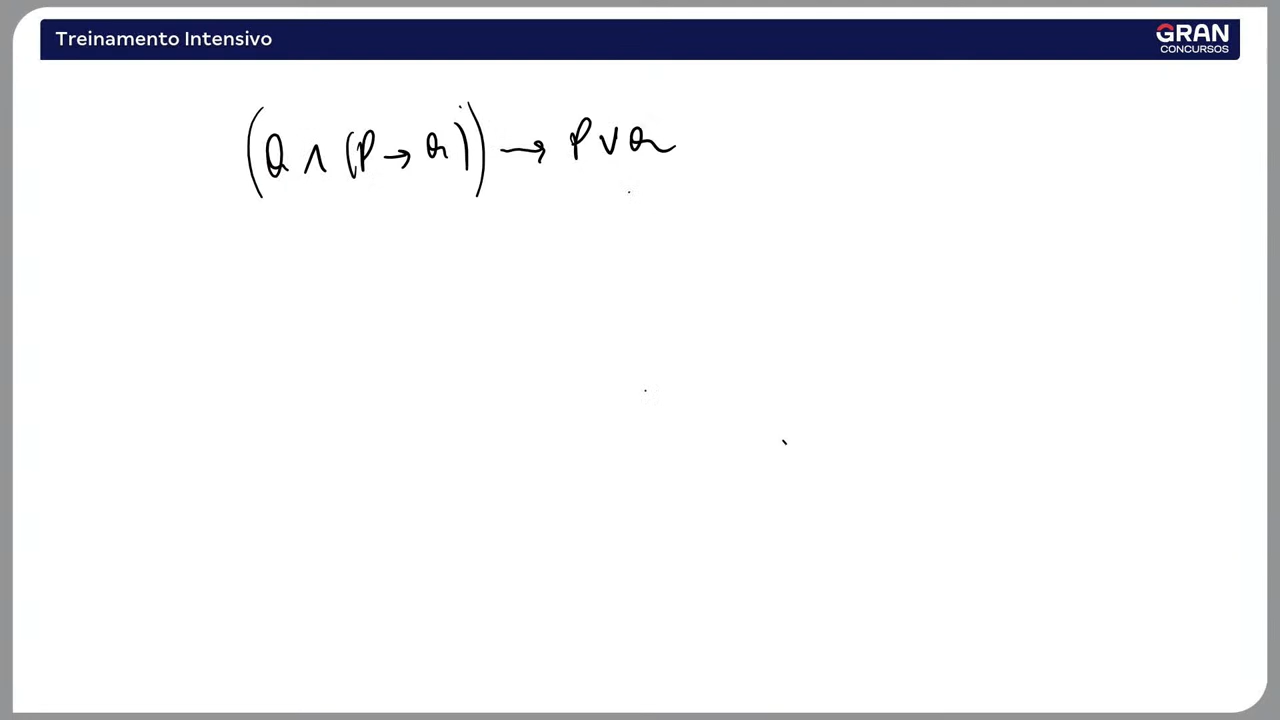 Treinamento Intensivo
GRAN
CONCURSOS
(Q ∧ (P → Q)) → P ∨ Q